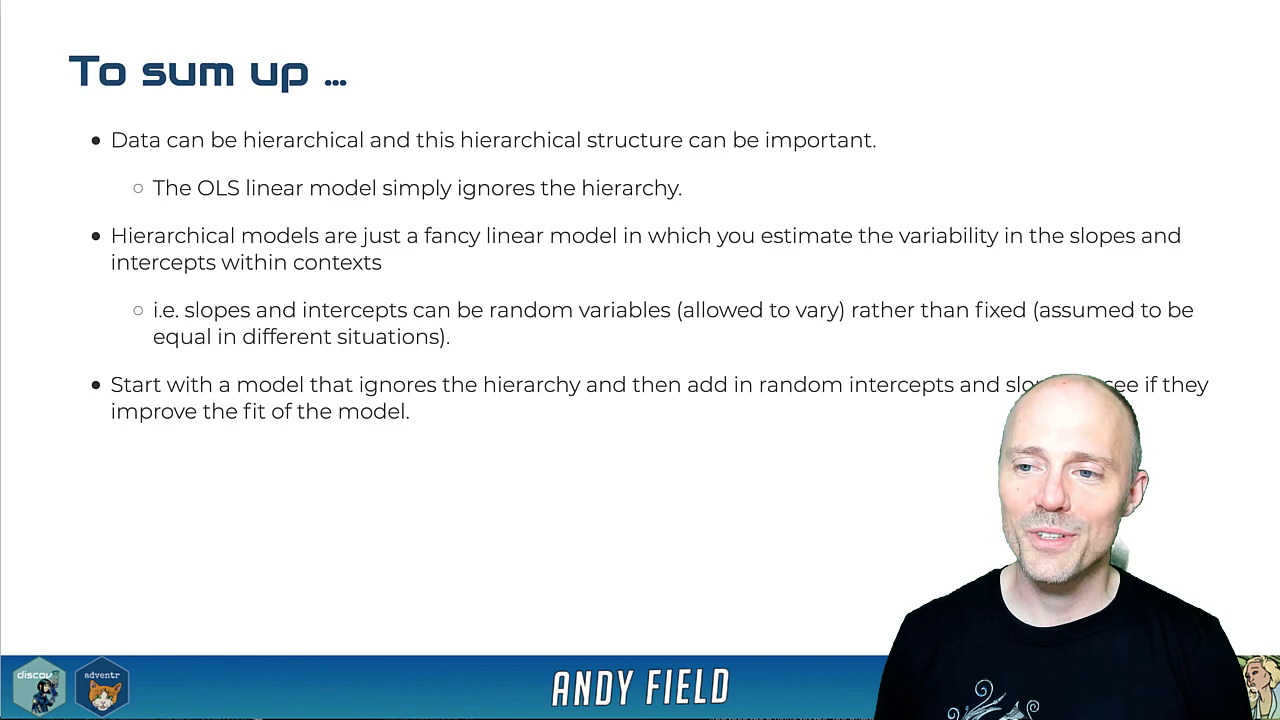 To sum up ...
• Data can be hierarchical and this hierarchical structure can be important.
○ The OLS linear model simply ignores the hierarchy.
• Hierarchical models are just a fancy linear model in which you estimate the variability in the slopes and
intercepts within contexts
○ i.e. slopes and intercepts can be random variables (allowed to vary) rather than fixed (assumed to be
equal in different situations).
• Start with a model that ignores the hierarchy and then add in random intercepts and see if they
improve the fit of the model.
adventr
ANDY FIELD